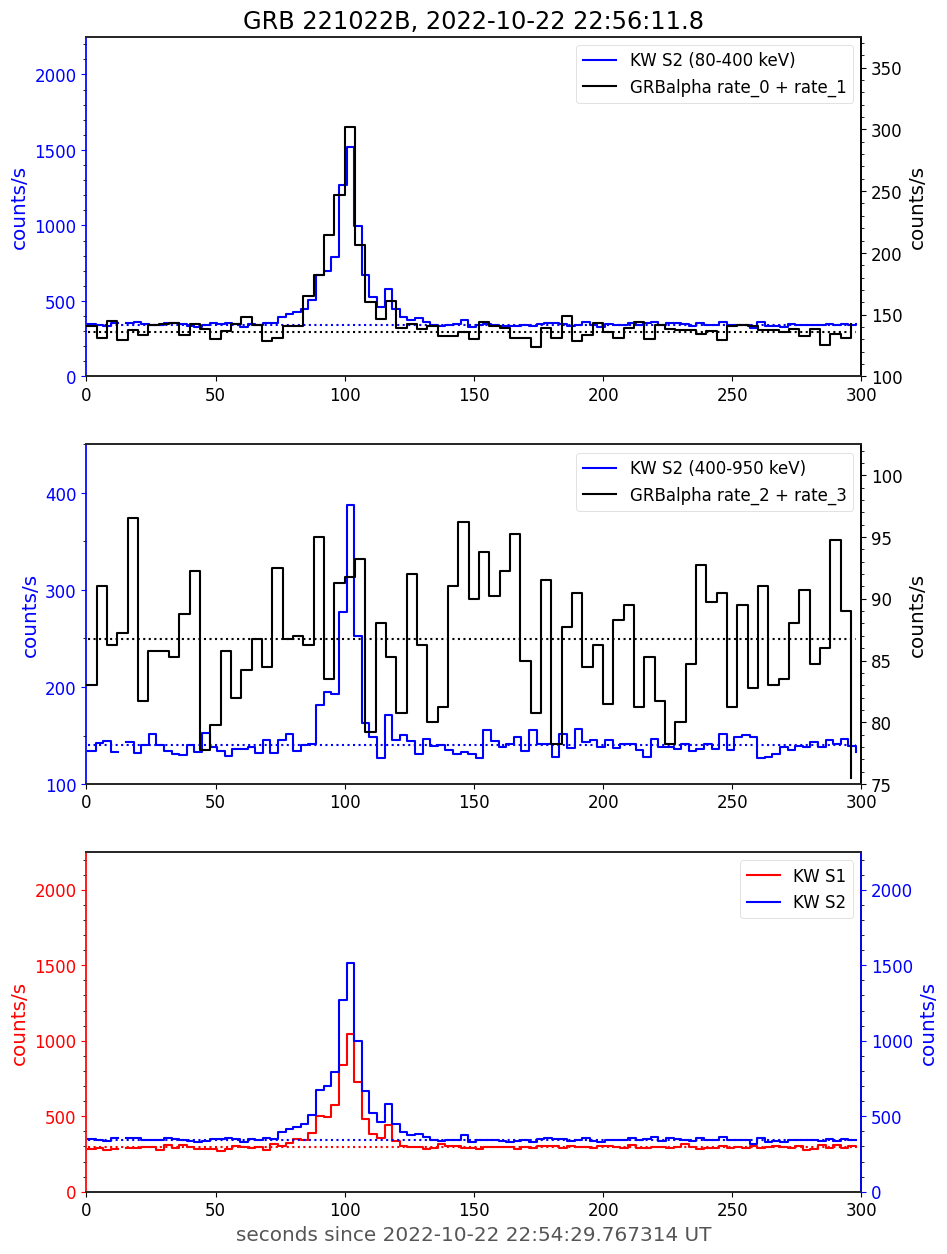 GRB 221022B, 2022-10-22 22:56:11.8
KW S2 (80-400 keV)
GRBalpha rate_0 + rate_1
2000
1500
1000
500
0
counts/s
350
300
250
200
150
100
counts/s
0 50 100 150 200 250 300
KW S2 (400-950 keV)
GRBalpha rate_2 + rate_3
400
300
200
100
counts/s
100
95
90
85
80
75
counts/s
0 50 100 150 200 250 300
KW S1
KW S2
2000
1500
1000
500
0
counts/s
2000
1500
1000
500
0
counts/s
0 50 100 150 200 250 300
seconds since 2022-10-22 22:54:29.767314 UT